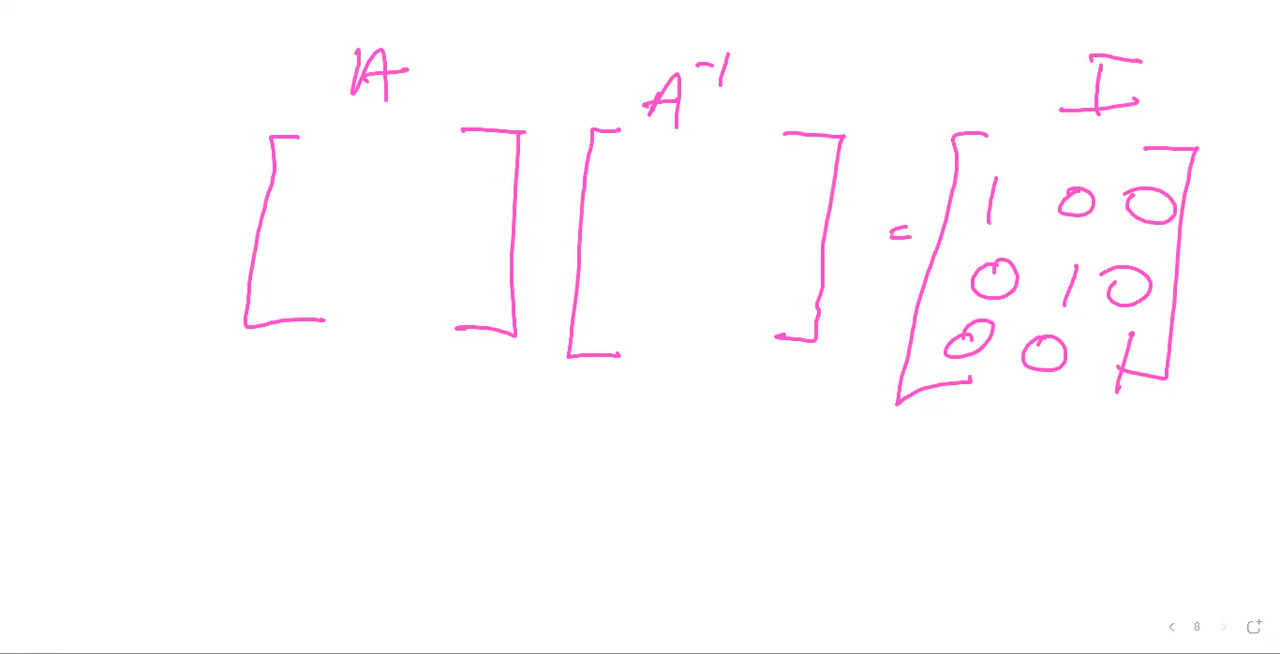 A A⁻¹ I
[ ] [ ] = [ 1 0 0
0 1 0
0 0 1 ]
8